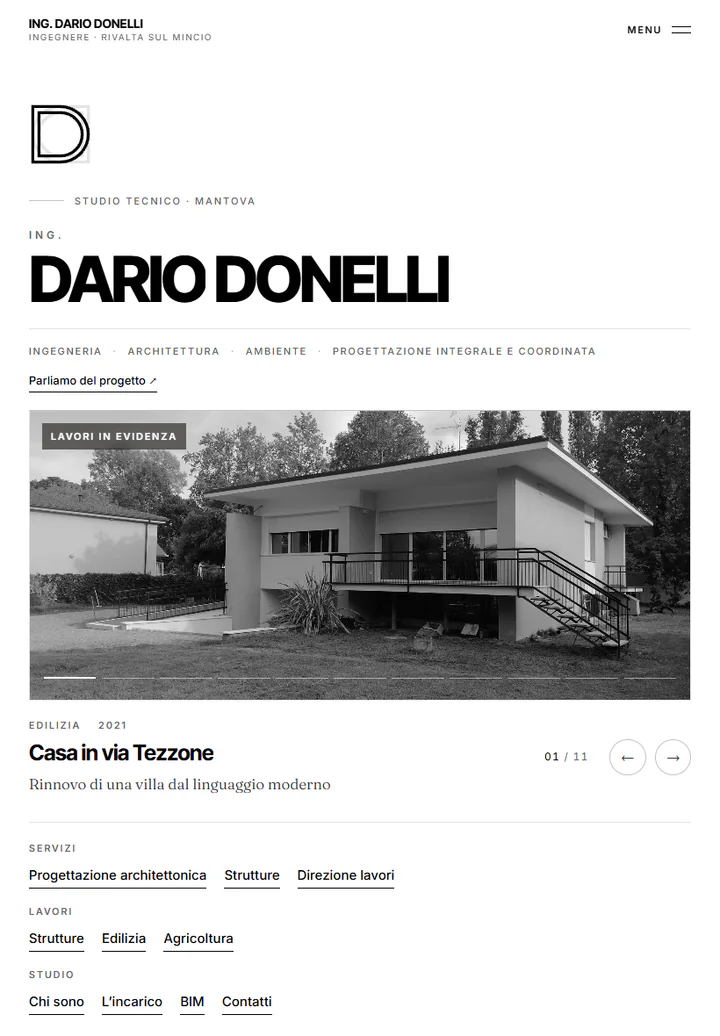 ING. DARIO DONELLI
INGEGNERE · RIVALTA SUL MINCIO
MENU
D
STUDIO TECNICO · MANTOVA
ING.
DARIO DONELLI
INGEGNERIA · ARCHITETTURA · AMBIENTE · PROGETTAZIONE INTEGRALE E COORDINATA
Parliamo del progetto ↗
LAVORI IN EVIDENZA
EDILIZIA 2021
Casa in via Tezzone
01 / 11 ← →
Rinnovo di una villa dal linguaggio moderno
SERVIZI
Progettazione architettonica Strutture Direzione lavori
LAVORI
Strutture Edilizia Agricoltura
STUDIO
Chi sono L’incarico BIM Contatti